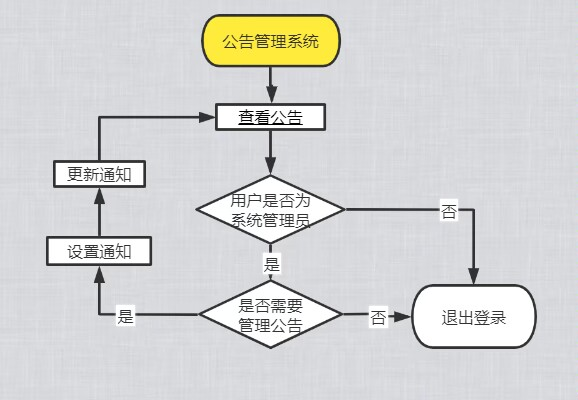 公告管理系统
查看公告
更新通知
用户是否为
系统管理员
否
设置通知
是
是否需要
管理公告
是
否
退出登录